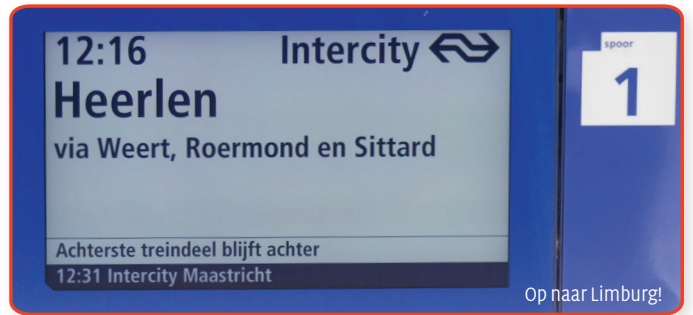 12:16 Intercity
spoor
1
Heerlen
via Weert, Roermond en Sittard
Achterste treindeel blijft achter
12:31 Intercity Maastricht
Op naar Limburg!